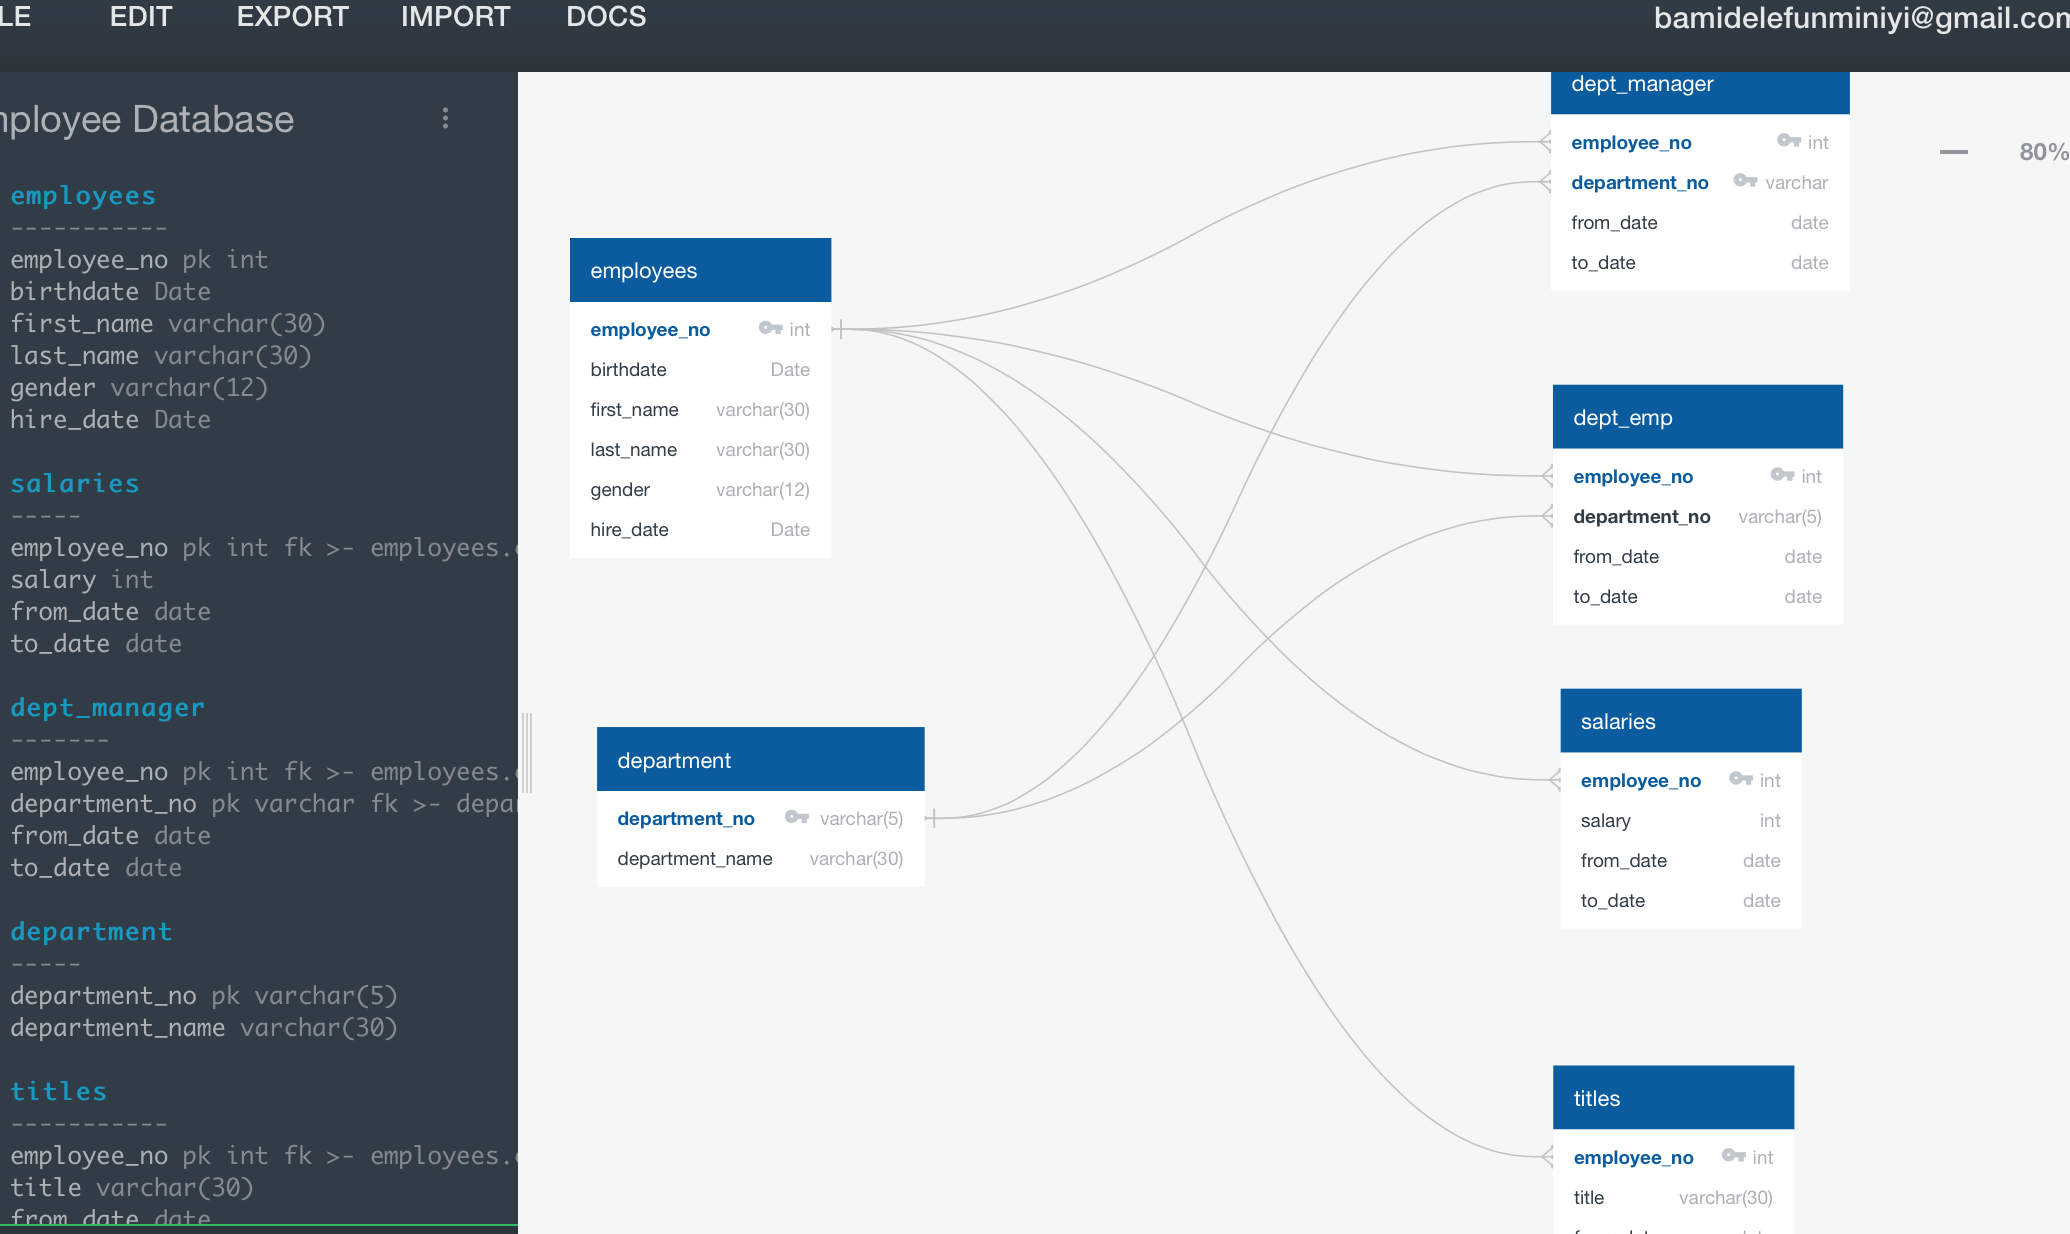 LE EDIT EXPORT IMPORT DOCS bamidelefunminiyi@gmail.com
mployee Database
employees
-----------
employee_no pk int
birthdate Date
first_name varchar(30)
last_name varchar(30)
gender varchar(12)
hire_date Date
salaries
-----
employee_no pk int fk >- employees.
salary int
from_date date
to_date date
dept_manager
-------
employee_no pk int fk >- employees.
department_no pk varchar fk >- depar
from_date date
to_date date
department
-----
department_no pk varchar(5)
department_name varchar(30)
titles
-----------
employee_no pk int fk >- employees.
title varchar(30)
from_date date
employees
employee_no int
birthdate Date
first_name varchar(30)
last_name varchar(30)
gender varchar(12)
hire_date Date
department
department_no varchar(5)
department_name varchar(30)
dept_manager
employee_no int
department_no varchar
from_date date
to_date date
80%
dept_emp
employee_no int
department_no varchar(5)
from_date date
to_date date
salaries
employee_no int
salary int
from_date date
to_date date
titles
employee_no int
title varchar(30)